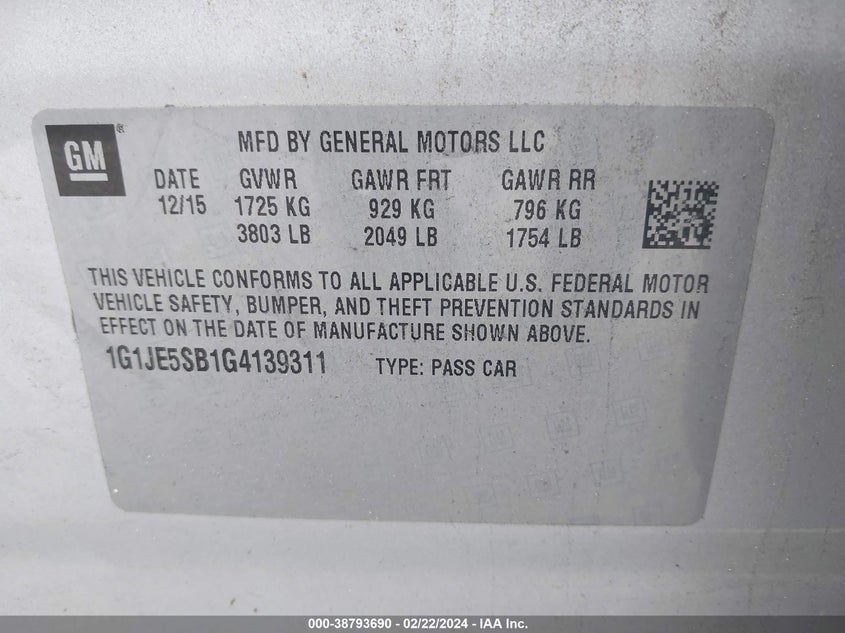 GM ® MFD BY GENERAL MOTORS LLC
DATE GVWR GAWR FRT GAWR RR
12/15 1725 KG 929 KG 796 KG
3803 LB 2049 LB 1754 LB
THIS VEHICLE CONFORMS TO ALL APPLICABLE U.S. FEDERAL MOTOR
VEHICLE SAFETY, BUMPER, AND THEFT PREVENTION STANDARDS IN
EFFECT ON THE DATE OF MANUFACTURE SHOWN ABOVE.
1G1JE5SB1G4139311 TYPE: PASS CAR
000-38793690 - 02/22/2024 - IAA Inc.